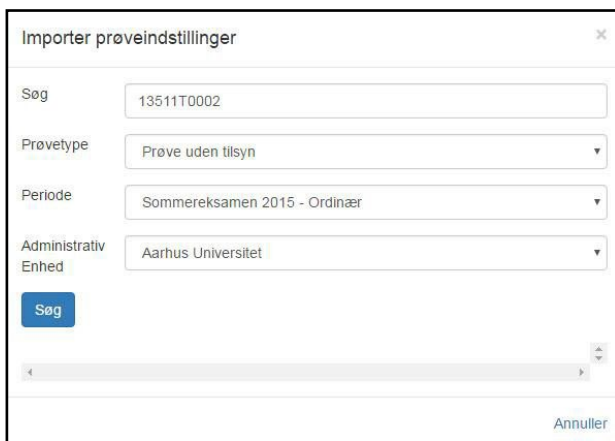 Importer prøveindstillinger
Søg
13511T0002
Prøvetype
Prøve uden tilsyn
Periode
Sommereksamen 2015 - Ordinær
Administrativ
Enhed
Aarhus Universitet
Søg
Annuller